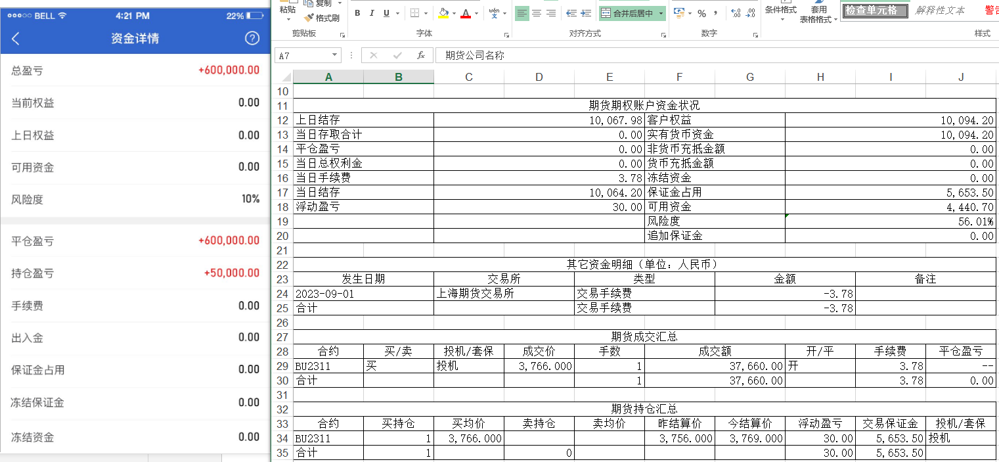 BELL 4:21 PM 22%
资金详情 ?
总盈亏 +600,000.00
当前权益 0.00
上日权益 0.00
可用资金 0.00
风险度 10%
平仓盈亏 +600,000.00
持仓盈亏 +50,000.00
手续费 0.00
出入金 0.00
保证金占用 0.00
冻结保证金 0.00
冻结资金 0.00
粘贴 复制 格式刷
B I U A wén 文
合并后居中 % ,
条件格式 套用 表格格式
检查单元格 解释性文本
剪贴板 字体 对齐方式 数字 样式
A7 fx 期货公司名称
A B C D E F G H I J
10
11 期货期权账户资金状况
12 上日结存 10,067.98 客户权益 10,094.20
13 当日存取合计 0.00 实有货币资金 10,094.20
14 平仓盈亏 0.00 非货币充抵金额 0.00
15 当日总权利金 0.00 货币充抵金额 0.00
16 当日手续费 3.78 冻结资金 0.00
17 当日结存 10,064.20 保证金占用 5,653.50
18 浮动盈亏 30.00 可用资金 4,440.70
19 风险度 56.01%
20 追加保证金 0.00
21
22 其它资金明细（单位：人民币）
23 发生日期 交易所 类型 金额 备注
24 2023-09-01 上海期货交易所 交易手续费 -3.78
25 合计 交易手续费 -3.78
26
27 期货成交汇总
28 合约 买/卖 投机/套保 成交价 手数 成交额 开/平 手续费 平仓盈亏
29 BU2311 买 投机 3,766.000 1 37,660.00 开 3.78 --
30 合计 1 37,660.00 3.78 0.00
31
32 期货持仓汇总
33 合约 买持仓 买均价 卖持仓 卖均价 昨结算价 今结算价 浮动盈亏 交易保证金 投机/套保
34 BU2311 1 3,766.000 3,756.000 3,769.000 30.00 5,653.50 投机
35 合计 1 0 30.00 5,653.50